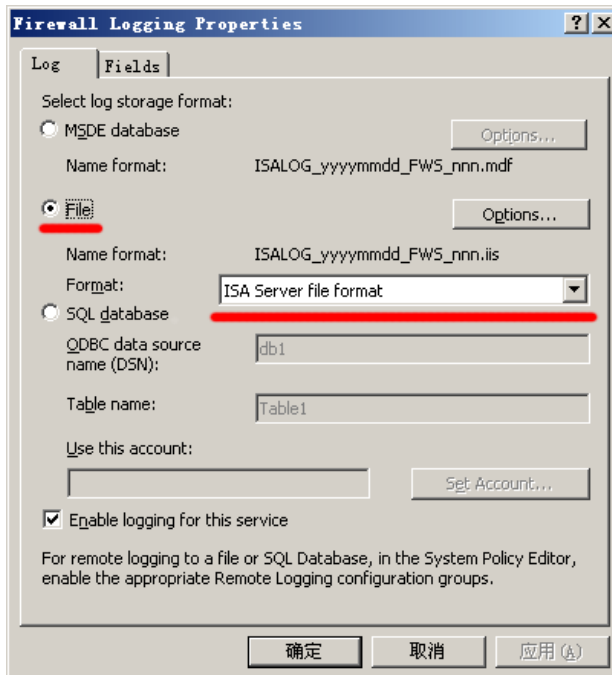 Firewall Logging Properties
Log Fields
Select log storage format:
MSDE database Options...
Name format: ISALOG_yyyymmdd_FWS_nnn.mdf
File Options...
Name format: ISALOG_yyyymmdd_FWS_nnn.iis
Format: ISA Server file format
SQL database
ODBC data source
name (DSN): db1
Table name: Table1
Use this account:
Set Account...
Enable logging for this service
For remote logging to a file or SQL Database, in the System Policy Editor,
enable the appropriate Remote Logging configuration groups.
确定 取消 应用(A)